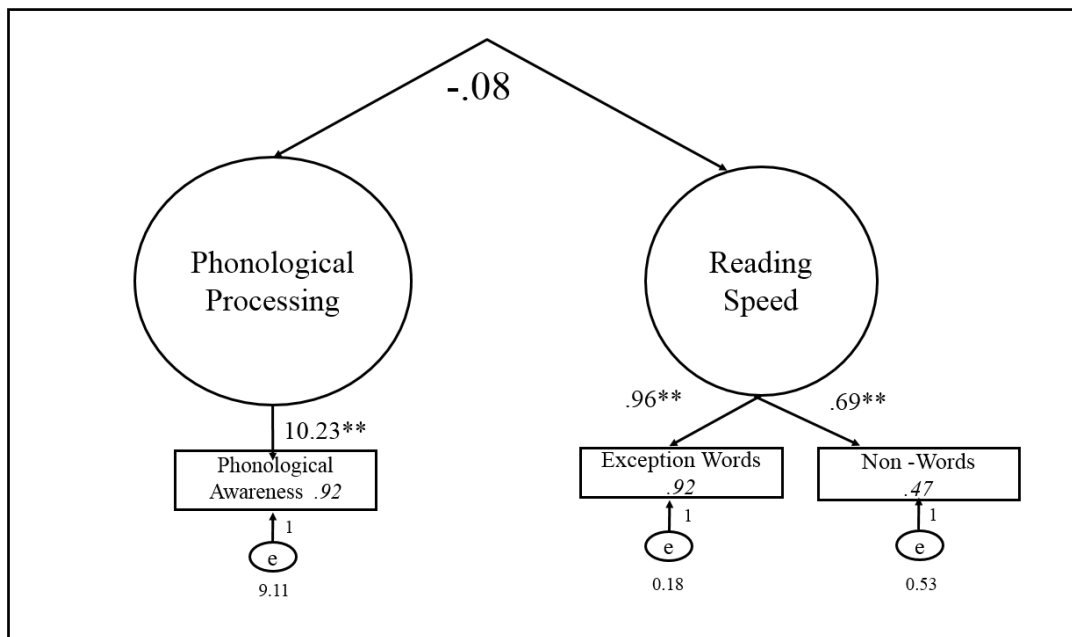 -.08
Phonological
Processing
Reading
Speed
10.23**
.96**
.69**
Phonological
Awareness .92
Exception Words
.92
Non -Words
.47
1
1
1
e
e
e
9.11
0.18
0.53